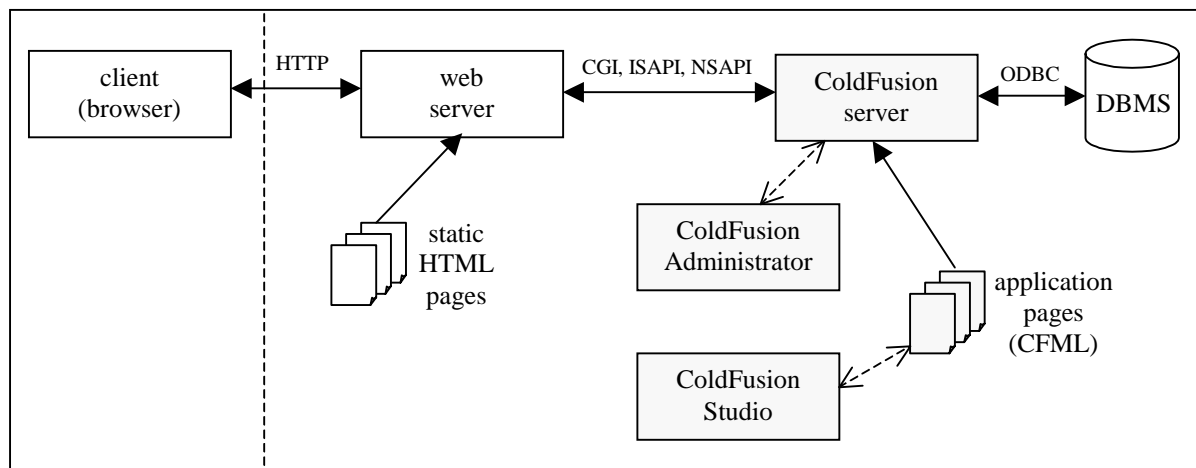 client
(browser)
HTTP
web
server
CGI, ISAPI, NSAPI
ColdFusion
server
ODBC
DBMS
static
HTML
pages
ColdFusion
Administrator
application
pages
(CFML)
ColdFusion
Studio